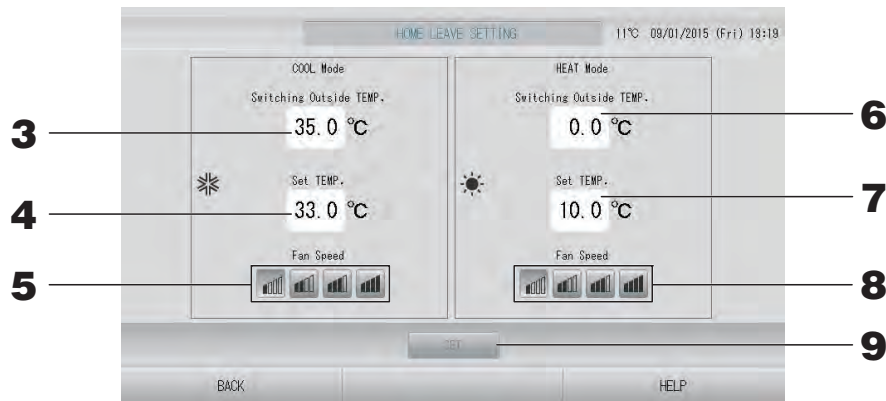 HOME LEAVE SETTING
11°C 09/01/2015 (Fri) 18:19
COOL Mode
Switching Outside TEMP.
35.0 °C
Set TEMP.
33.0 °C
Fan Speed
HEAT Mode
Switching Outside TEMP.
0.0 °C
Set TEMP.
10.0 °C
Fan Speed
SET
BACK
HELP
3
4
5
6
7
8
9